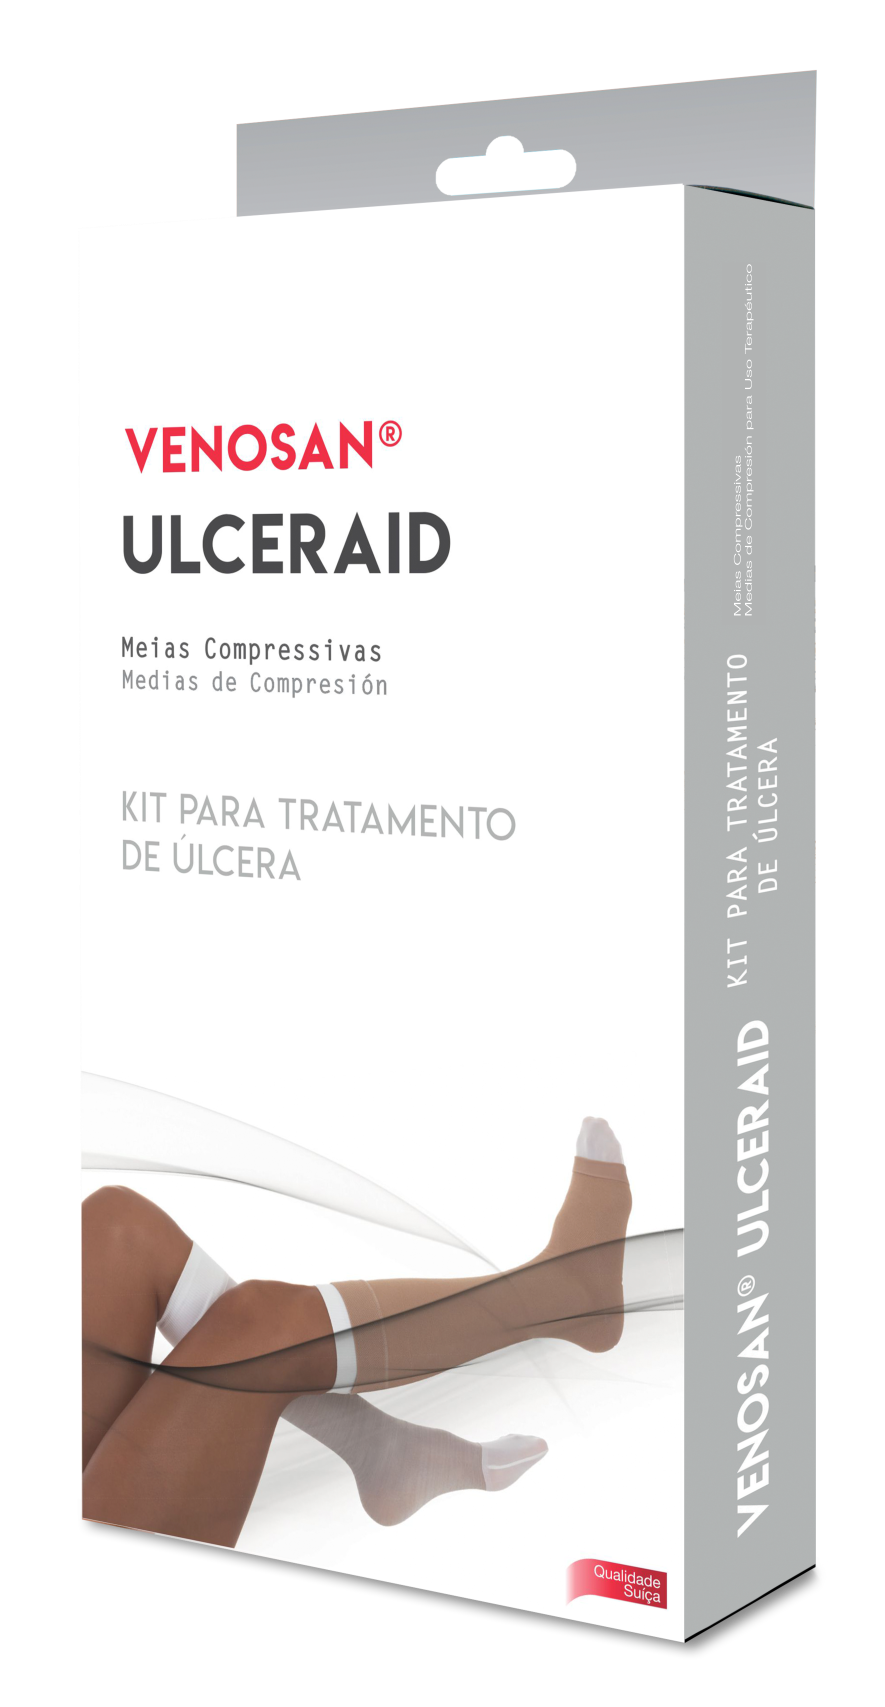 VENOSAN®
ULCERAID
Meias Compressivas
Medias de Compresión
KIT PARA TRATAMENTO
DE ÚLCERA
Qualidade
Suíça
VENOSAN® ULCERAID
KIT PARA TRATAMENTO
DE ÚLCERA
Meias Compressivas
Medias de Compresión para Uso Terapéutico